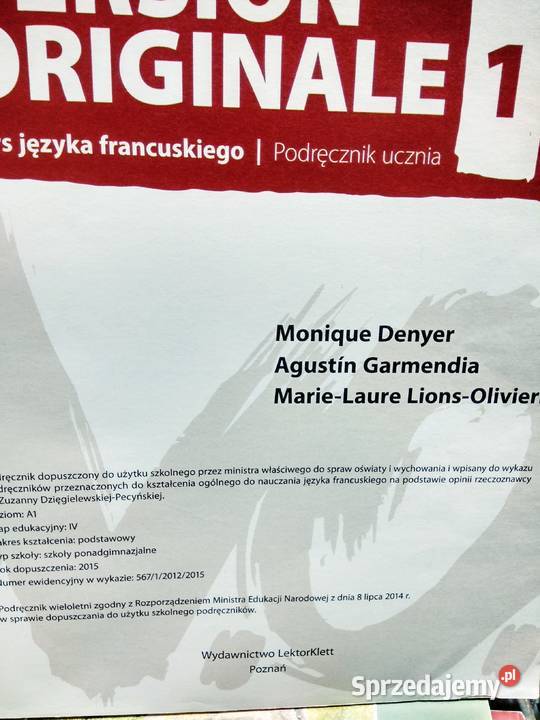 ERSION
ORIGINALE 1
s języka francuskiego | Podręcznik ucznia
Monique Denyer
Agustín Garmendia
Marie-Laure Lions-Olivieri
dręcznik dopuszczony do użytku szkolnego przez ministra właściwego do spraw oświaty i wychowania i wpisany do wykazu
dręczników przeznaczonych do kształcenia ogólnego do nauczania języka francuskiego na podstawie opinii rzeczoznawcy
Zuzanny Dzięgielewskiej-Pecyńskiej.
ziom: A1
ap edukacyjny: IV
akres kształcenia: podstawowy
yp szkoły: szkoły ponadgimnazjalne
ok dopuszczenia: 2015
Numer ewidencyjny w wykazie: 567/1/2012/2015
Podręcznik wieloletni zgodny z Rozporządzeniem Ministra Edukacji Narodowej z dnia 8 lipca 2014 r.
w sprawie dopuszczania do użytku szkolnego podręczników.
Wydawnictwo LektorKlett
Poznań
Sprzedajemy.pl